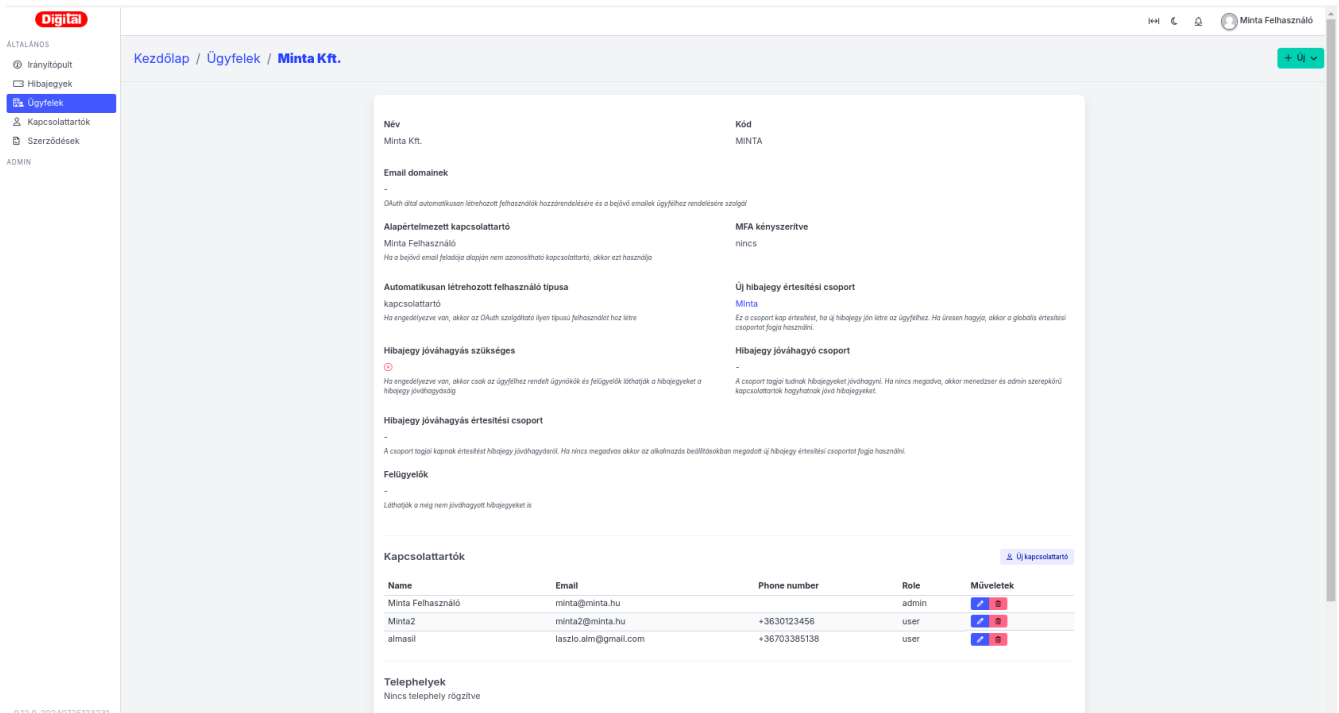 Digital
Minta Felhasználó
ÁLTALÁNOS
Irányítópult
Hibajegyek
Ügyfelek
Kapcsolattartók
Szerződések
ADMIN
Kezdőlap / Ügyfelek / Minta Kft.
+ Új
Név
Kód
Minta Kft.
MINTA
Email domainek
-
OAuth által automatikusan létrehozott felhasználók hozzárendelésére és a bejövő emailek ügyfélhez rendelésére szolgál
Alapértelmezett kapcsolattartó
MFA kényszerítve
Minta Felhasználó
nincs
Ha a bejövő email feladója alapján nem azonosítható kapcsolattartó, akkor ezt használja
Automatikusan létrehozott felhasználó típusa
Új hibajegy értesítési csoport
kapcsolattartó
MInta
Ha engedélyezve van, akkor az OAuth szolgáltató ilyen típusú felhasználót hoz létre
Ez a csoport kap értesítést, ha új hibajegy jön létre az ügyfélhez. Ha üresen hagyja, akkor a globális értesítési
csoportot fogja használni.
Hibajegy jóváhagyás szükséges
Hibajegy jóváhagyó csoport
-
Ha engedélyezve van, akkor csak az ügyfélhez rendelt ügynökök és felügyelők láthatják a hibajegyeket a
hibajegy jóváhagyásáig
A csoport tagjai tudnak hibajegyeket jóváhagyni. Ha nincs megadva, akkor menedzser és admin szerepkörű
kapcsolattartók hagyhatnak jóvá hibajegyeket.
Hibajegy jóváhagyás értesítési csoport
-
A csoport tagjai kapnak értesítést hibajegy jóváhagyásról. Ha nincs megadvas akkor az alkalmazás beállításokban megadott új hibajegy értesítési csoportot fogja használni.
Felügyelők
-
Láthatják a még nem jóváhagyott hibajegyeket is
Kapcsolattartók
Új kapcsolattartó
Name Email Phone number Role Műveletek
Minta Felhasználó minta@minta.hu admin
Minta2 minta2@minta.hu +3630123456 user
almasil laszlo.alm@gmail.com +36703385138 user
Telephelyek
Nincs telephely rögzítve